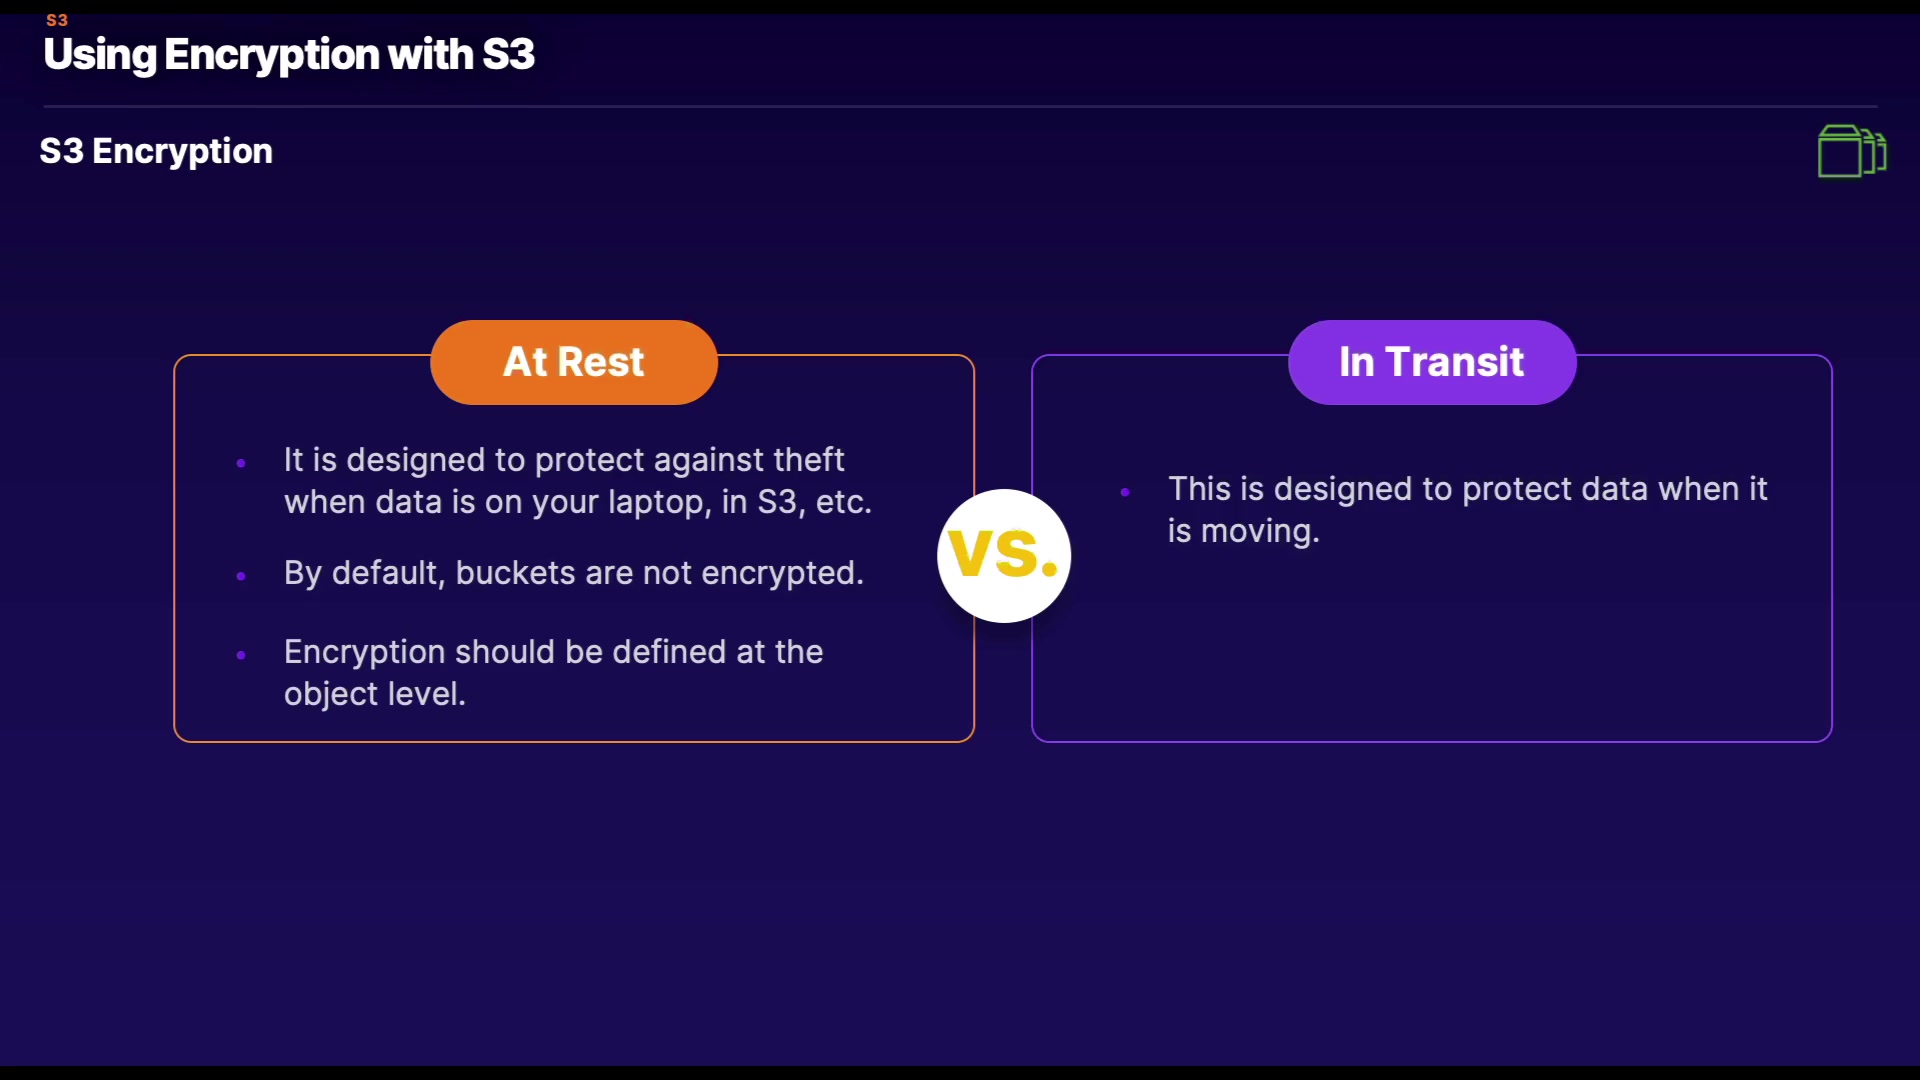 S3
Using Encryption with S3
S3 Encryption
At Rest
It is designed to protect against theft
when data is on your laptop, in S3, etc.
By default, buckets are not encrypted.
Encryption should be defined at the
object level.
vs.
In Transit
This is designed to protect data when it
is moving.